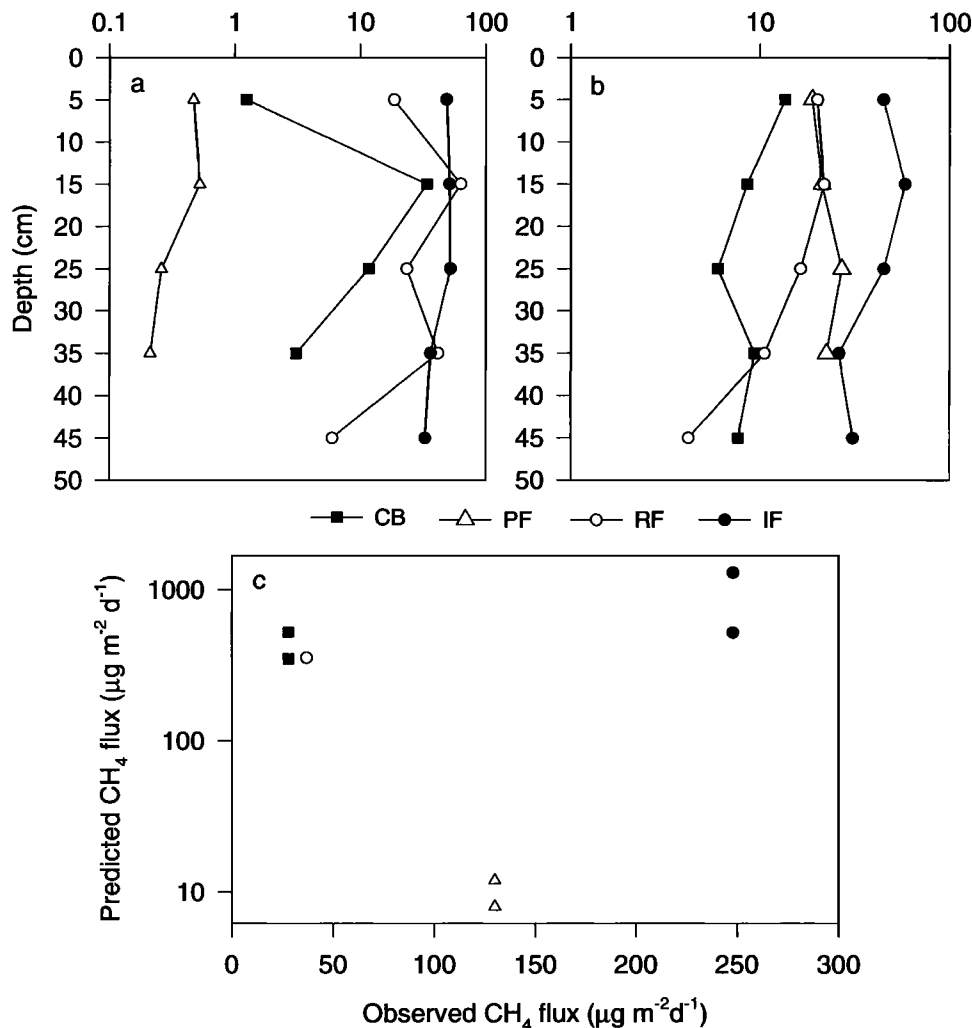 0.1 1 10 100
1 10 100
a
b
0
5
10
15
20
25
30
35
40
45
50
Depth (cm)
0
5
10
15
20
25
30
35
40
45
50
CB PF RF IF
c
1000
100
10
Predicted CH₄ flux (μg m⁻² d⁻¹)
0 50 100 150 200 250 300
Observed CH₄ flux (μg m⁻²d⁻¹)